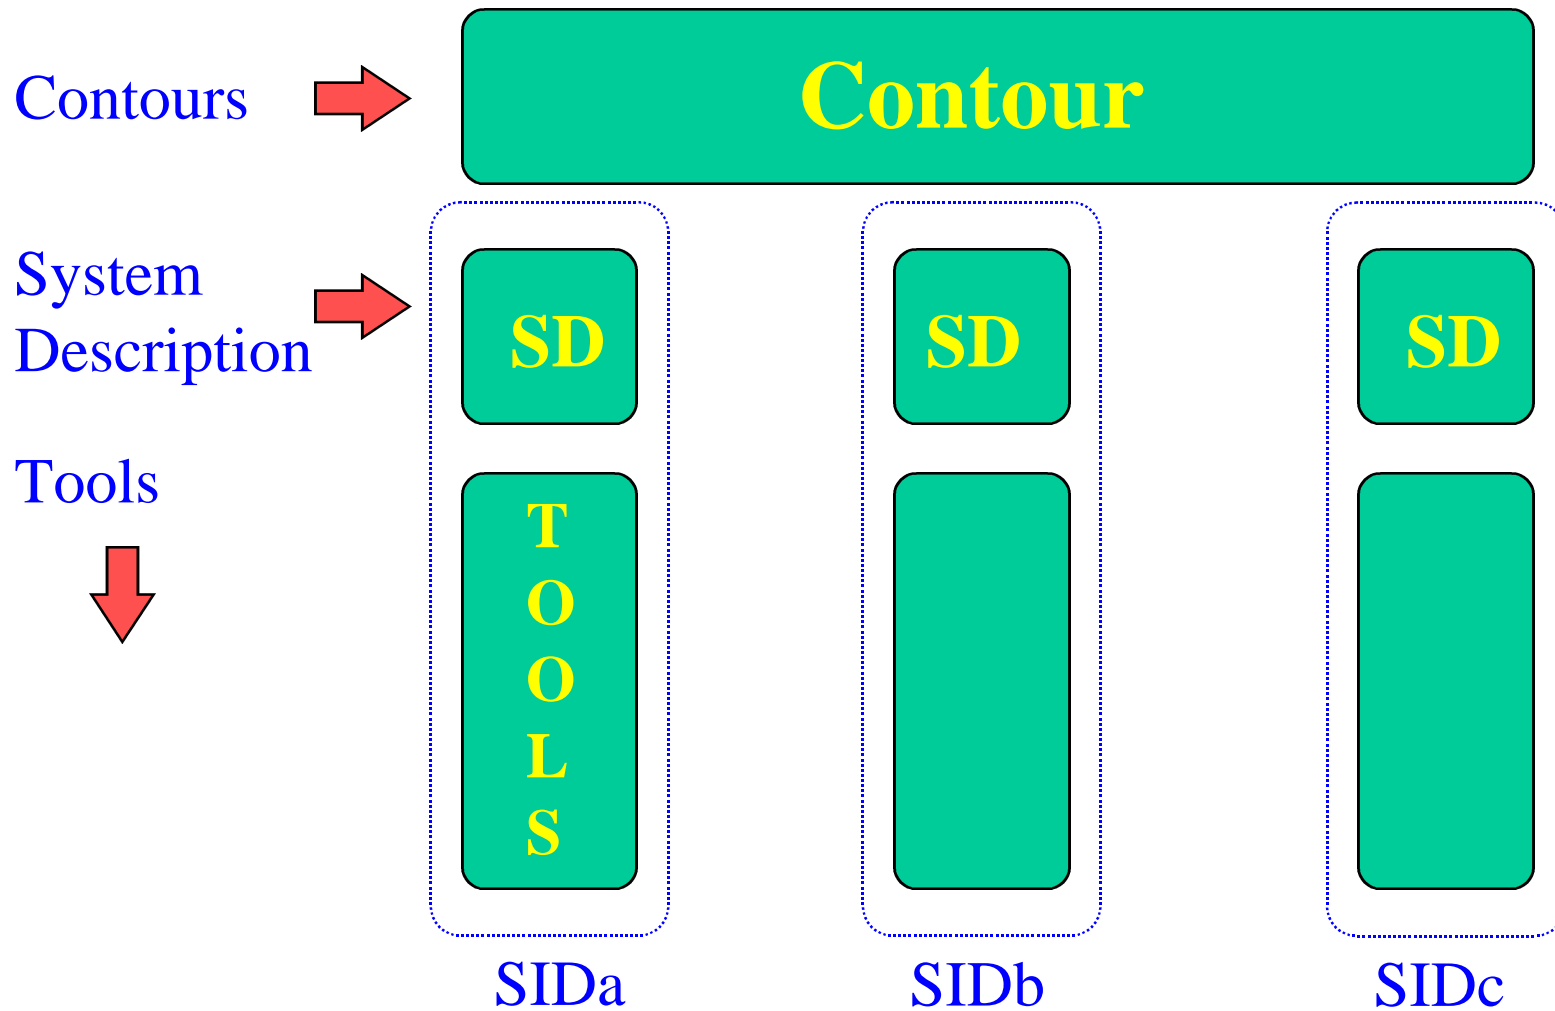 Contours
Contour
System
Description
SD
SD
SD
Tools
T
O
O
L
S
SIDa
SIDb
SIDc